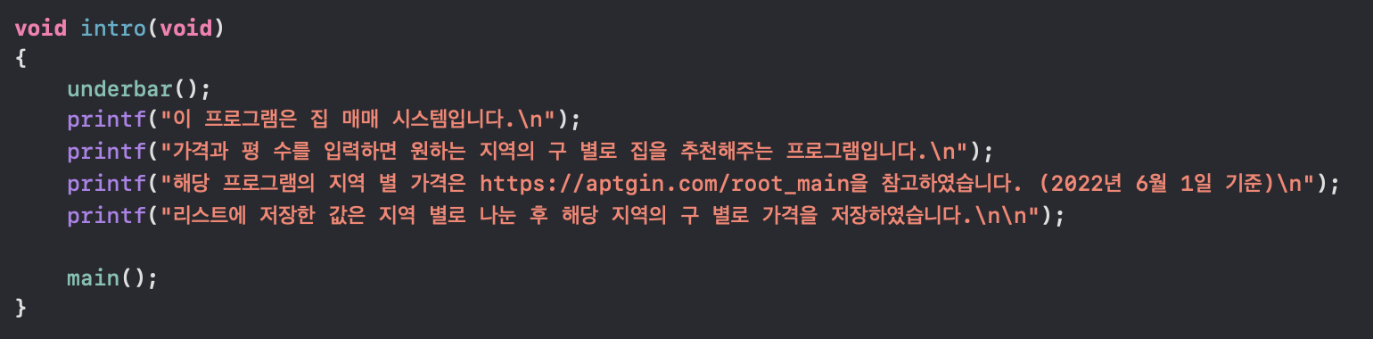 void intro(void)
{
    underbar();
    printf("이 프로그램은 집 매매 시스템입니다.\n");
    printf("가격과 평 수를 입력하면 원하는 지역의 구 별로 집을 추천해주는 프로그램입니다.\n");
    printf("해당 프로그램의 지역 별 가격은 https://aptgin.com/root_main을 참고하였습니다. (2022년 6월 1일 기준)\n");
    printf("리스트에 저장한 값은 지역 별로 나눈 후 해당 지역의 구 별로 가격을 저장하였습니다.\n\n");
    main();
}